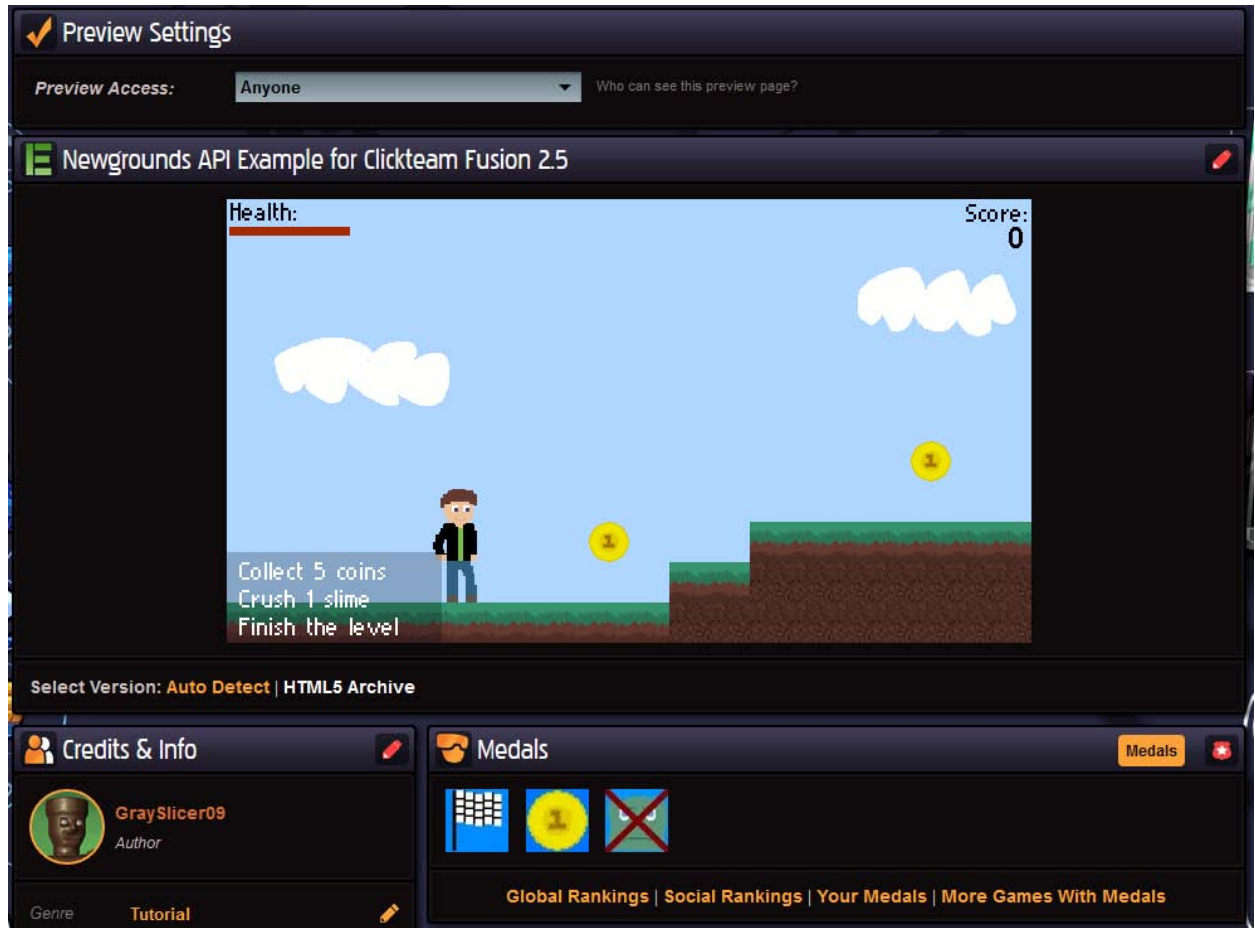 Preview Settings
Preview Access: Anyone Who can see this preview page?
Newgrounds API Example for Clickteam Fusion 2.5
Health:
Score:
0
1
1
Collect 5 coins
Crush 1 slime
Finish the level
Select Version: Auto Detect | HTML5 Archive
Credits & Info
GraySlicer09
Author
Genre Tutorial
Medals
Medals
1
Global Rankings | Social Rankings | Your Medals | More Games With Medals